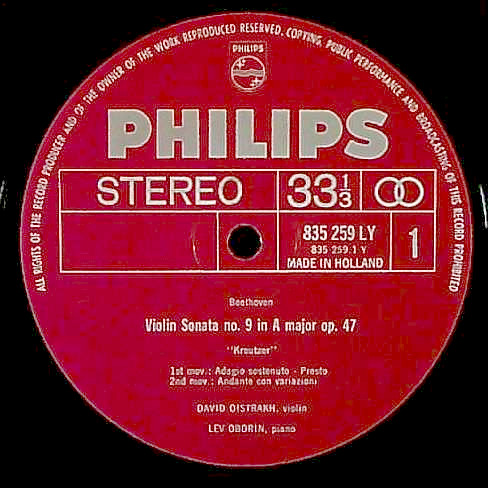 ALL RIGHTS OF THE RECORD PRODUCER AND OF THE OWNER OF THE WORK REPRODUCED RESERVED. COPYING, PUBLIC PERFORMANCE AND BROADCASTING OF THIS RECORD PROHIBITED
PHILIPS
PHILIPS
STEREO 33 1/3
835 259 LY 1
835 259 1 Y
MADE IN HOLLAND
Beethoven
Violin Sonata no. 9 in A major op. 47
"Kreutzer"
1st mov.: Adagio sostenuto - Presto
2nd mov.: Andante con variazioni
DAVID OISTRAKH, violin
LEV OBORIN, piano